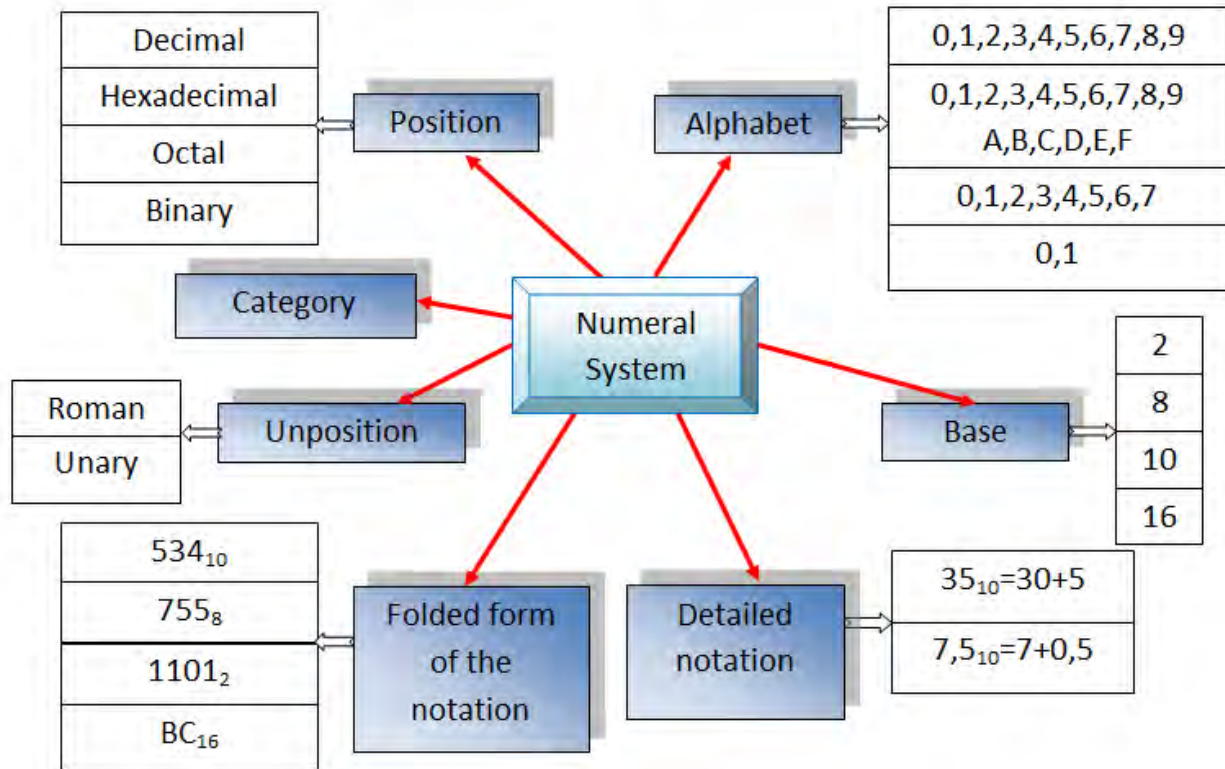 Decimal
Hexadecimal
Octal
Binary
Position
Alphabet
0,1,2,3,4,5,6,7,8,9
0,1,2,3,4,5,6,7,8,9
A,B,C,D,E,F
0,1,2,3,4,5,6,7
0,1
Category
Numeral
System
Roman
Unary
Unposition
Base
2
8
10
16
534₁₀
755₈
1101₂
BC₁₆
Folded form
of the
notation
Detailed
notation
35₁₀=30+5
7,5₁₀=7+0,5